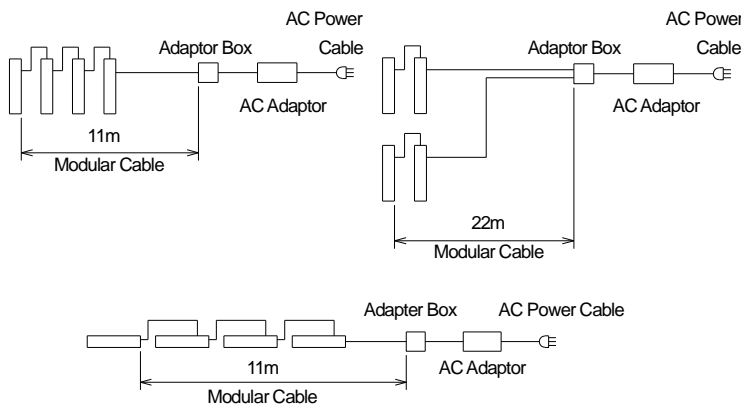 AC Power
Cable
Adaptor Box
AC Adaptor
11m
Modular Cable
AC Power
Cable
Adaptor Box
AC Adaptor
22m
Modular Cable
Adapter Box
AC Power Cable
AC Adaptor
11m
Modular Cable